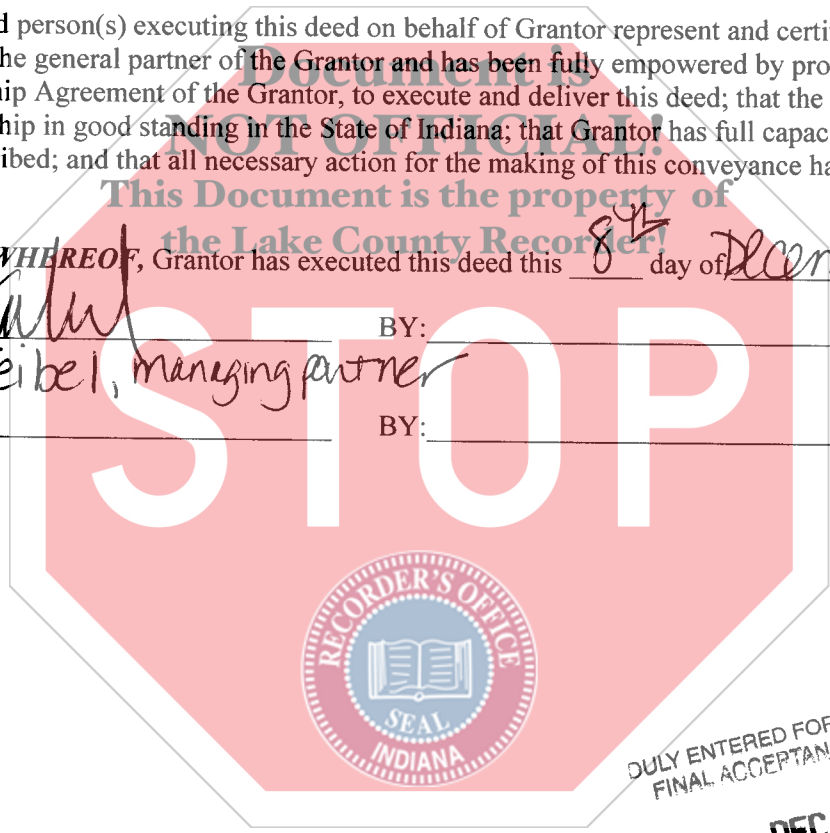 d person(s) executing this deed on behalf of Grantor represent and certi
he general partner of the Grantor and has been fully empowered by pro
Document is
ip Agreement of the Grantor, to execute and deliver this deed; that the
hip in good standing in the State of Indiana; that Grantor has full capac
NOT OFFICIAL!
ibed; and that all necessary action for the making of this conveyance ha
This Document is the property of
the Lake County Recorder!
WHEREOF, Grantor has executed this deed this 8th day of Decem
BY:
eibel, managing partner
BY:
STOP
RECORDER'S OFFICE
SEAL
INDIANA
DULY ENTERED FOR
FINAL ACCEPTAN
DEC